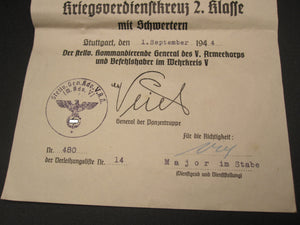 Kriegsverdienstkreuz 2. Klasse
mit Schwertern
Stuttgart, den 1. September 1944
Der stellv. Kommandierende General des V. Armeekorps
und Befehlshaber im Wehrkreis V
General der Panzertruppe
Für die Richtigkeit:
Nr. 480
der Verleihungsliste Nr. 14
Major im Stabe
(Dienstgrad und Dienststellung)